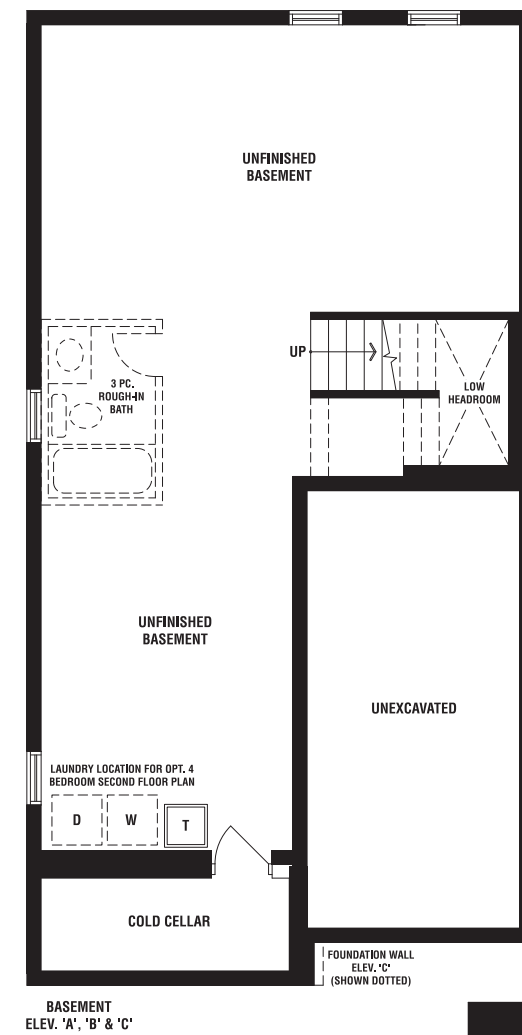 UNFINISHED
BASEMENT
UP
LOW
HEADROOM
3 PC.
ROUGH-IN
BATH
UNFINISHED
BASEMENT
UNEXCAVATED
LAUNDRY LOCATION FOR OPT. 4
BEDROOM SECOND FLOOR PLAN
D
W
T
COLD CELLAR
FOUNDATION WALL
ELEV. 'C'
(SHOWN DOTTED)
BASEMENT
ELEV. 'A', 'B' & 'C'